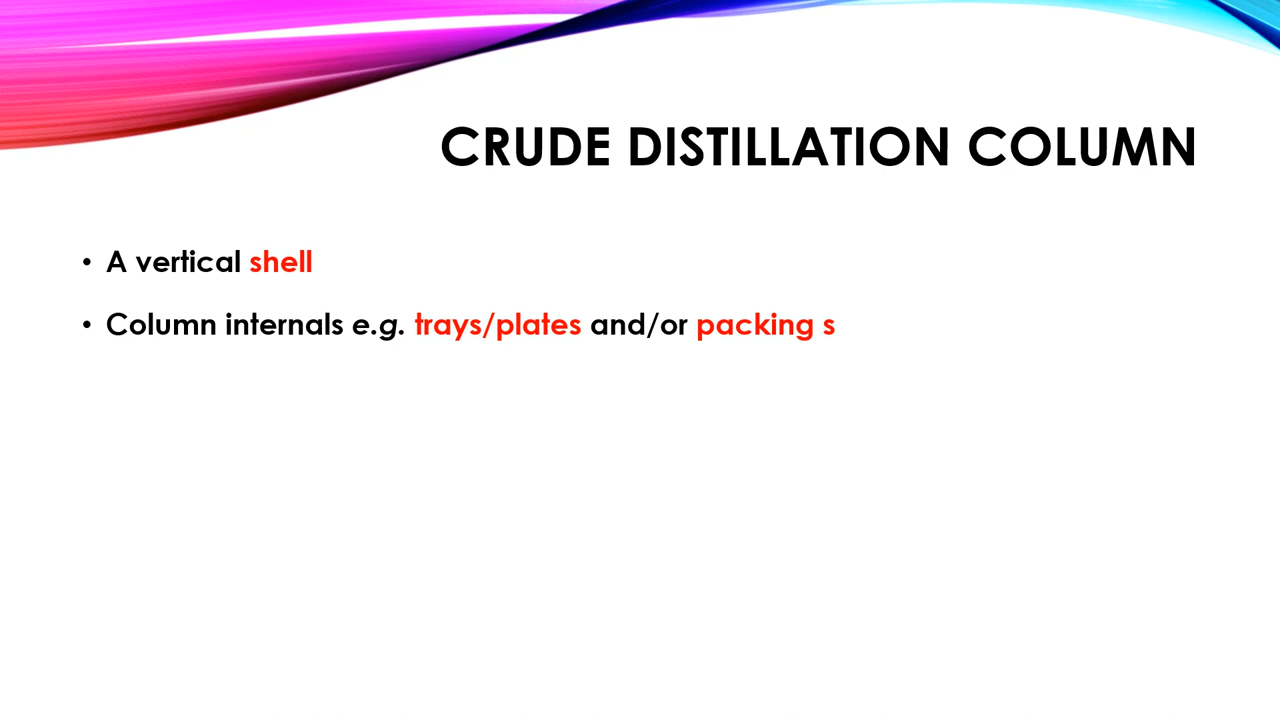 CRUDE DISTILLATION COLUMN
• A vertical shell
• Column internals e.g. trays/plates and/or packing s